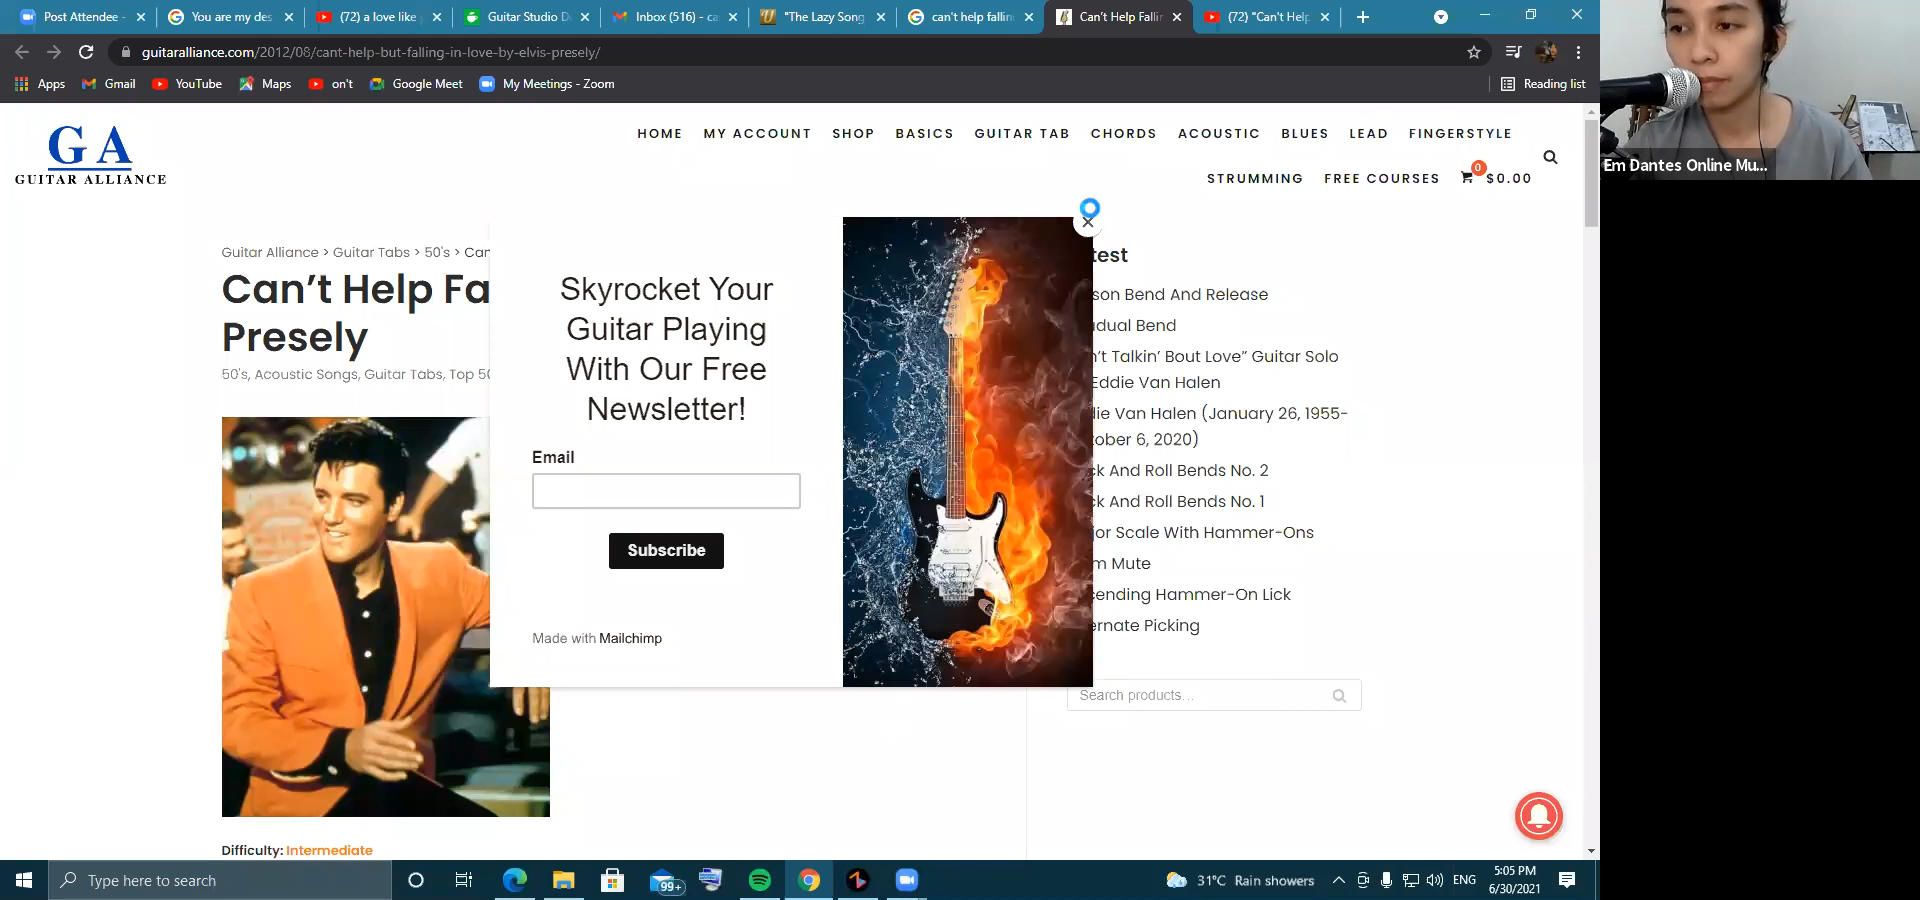 Post Attendee -
You are my des
(72) a love like
Guitar Studio D
Inbox (516) - ca
"The Lazy Song
can't help fallin
Can't Help Fallin
(72) "Can't Help
guitaralliance.com/2012/08/cant-help-but-falling-in-love-by-elvis-presely/
Apps
Gmail
YouTube
Maps
on't
Google Meet
My Meetings - Zoom
Reading list
G A
GUITAR ALLIANCE
HOME MY ACCOUNT SHOP BASICS GUITAR TAB CHORDS ACOUSTIC BLUES LEAD FINGERSTYLE
STRUMMING FREE COURSES 0 $0.00
Em Dantes Online Mu...
Guitar Alliance > Guitar Tabs > 50's > Can
Can't Help Fa
Presely
50's, Acoustic Songs, Guitar Tabs, Top 50
Skyrocket Your
Guitar Playing
With Our Free
Newsletter!
Email
Subscribe
Made with Mailchimp
test
son Bend And Release
dual Bend
n't Talkin' Bout Love" Guitar Solo
Eddie Van Halen
die Van Halen (January 26, 1955-
ober 6, 2020)
ck And Roll Bends No. 2
ck And Roll Bends No. 1
jor Scale With Hammer-Ons
m Mute
cending Hammer-On Lick
ernate Picking
Search products...
Difficulty: Intermediate
Type here to search
99+
31°C Rain showers
ENG
5:05 PM
6/30/2021